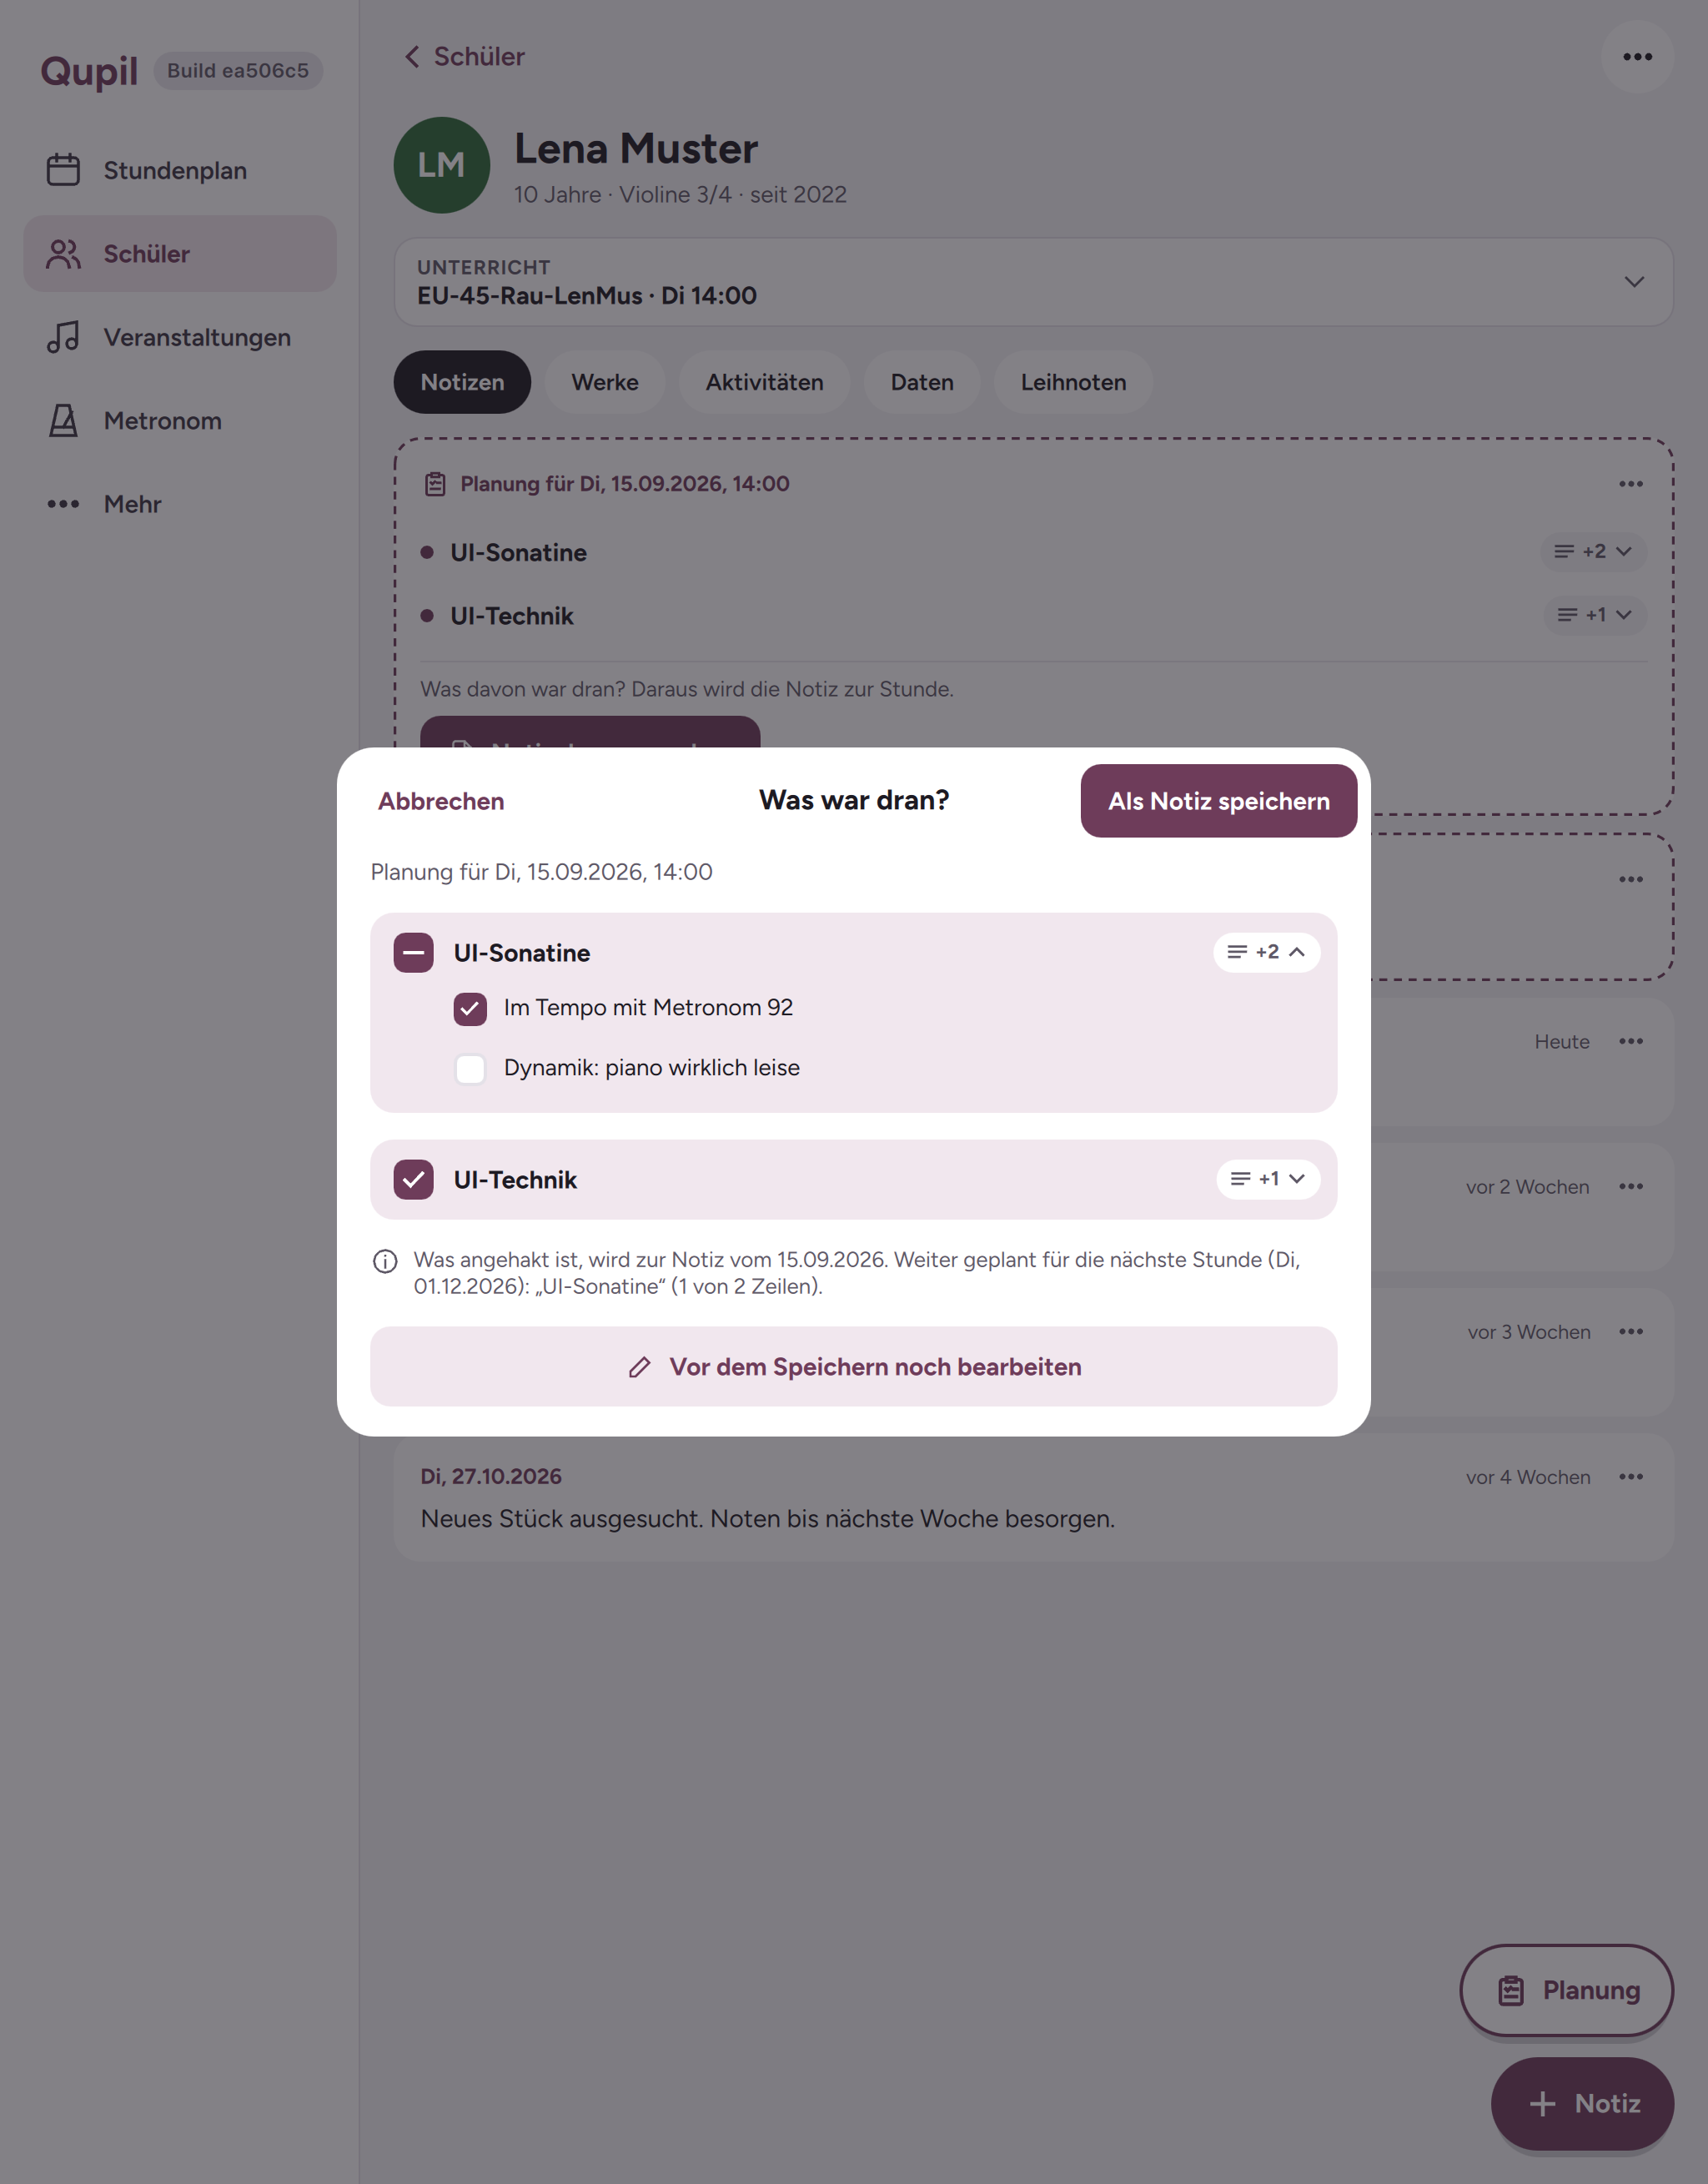 Qupil
Build ea506c5
Stundenplan
Schüler
Veranstaltungen
Metronom
Mehr
Schüler
LM
Lena Muster
10 Jahre · Violine 3/4 · seit 2022
UNTERRICHT
EU-45-Rau-LenMus · Di 14:00
Notizen
Werke
Aktivitäten
Daten
Leihnoten
Planung für Di, 15.09.2026, 14:00
UI-Sonatine
+2
UI-Technik
+1
Was davon war dran? Daraus wird die Notiz zur Stunde.
Abbrechen
Was war dran?
Als Notiz speichern
Planung für Di, 15.09.2026, 14:00
UI-Sonatine
+2
Im Tempo mit Metronom 92
Dynamik: piano wirklich leise
UI-Technik
+1
Was angehakt ist, wird zur Notiz vom 15.09.2026. Weiter geplant für die nächste Stunde (Di,
01.12.2026): „UI-Sonatine“ (1 von 2 Zeilen).
Vor dem Speichern noch bearbeiten
Heute
vor 2 Wochen
vor 3 Wochen
Di, 27.10.2026
vor 4 Wochen
Neues Stück ausgesucht. Noten bis nächste Woche besorgen.
Planung
Notiz